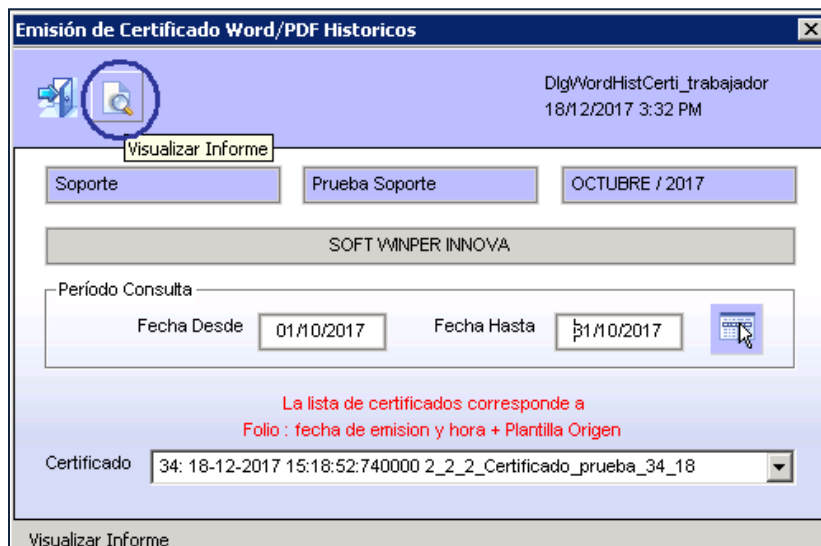 Emisión de Certificado Word/PDF Historicos
DlgWordHistCerti_trabajador
18/12/2017 3:32 PM
Visualizar Informe
Soporte
Prueba Soporte
OCTUBRE / 2017
SOFT WINPER INNOVA
Período Consulta
Fecha Desde
01/10/2017
Fecha Hasta
31/10/2017
La lista de certificados corresponde a
Folio : fecha de emision y hora + Plantilla Origen
Certificado
34: 18-12-2017 15:18:52:740000 2_2_2_Certificado_prueba_34_18
Visualizar Informe